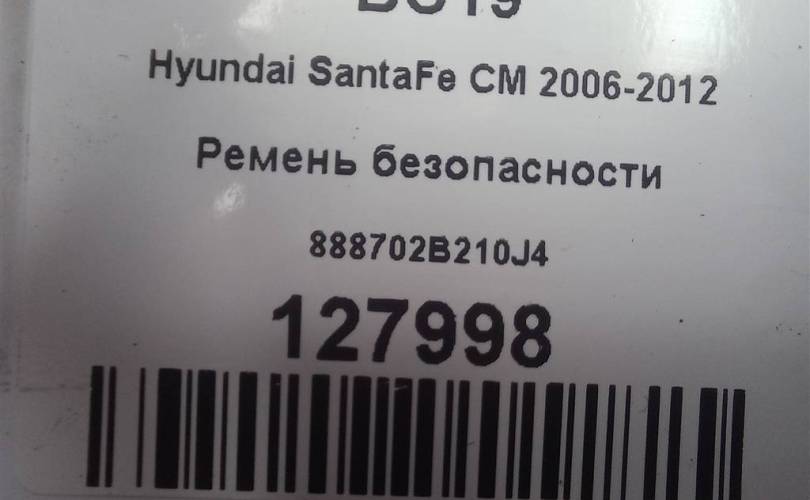 Hyundai SantaFe CM 2006-2012
Ремень безопасности
888702B210J4
127998